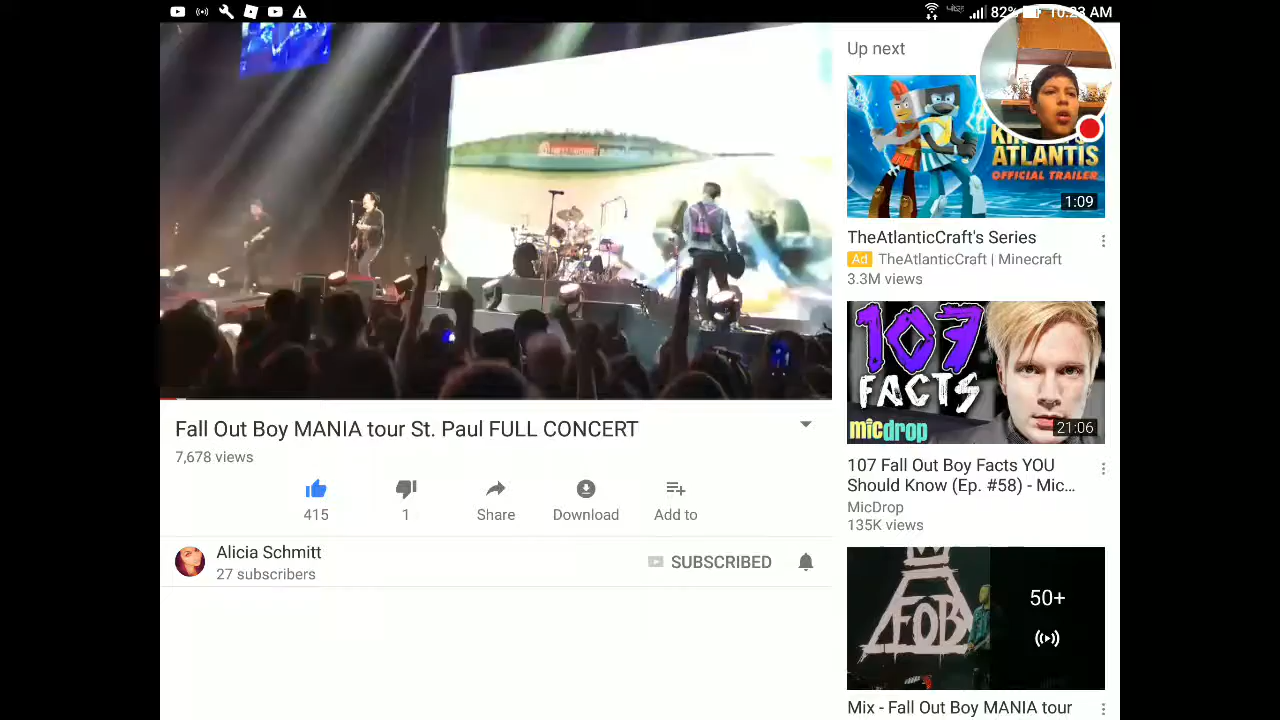 82%
10:23 AM
Up next
ATLANTIS
OFFICIAL TRAILER
1:09
TheAtlanticCraft's Series
Ad TheAtlanticCraft | Minecraft
3.3M views
107
FACTS
micdrop
21:06
107 Fall Out Boy Facts YOU
Should Know (Ep. #58) - Mic...
MicDrop
135K views
FOB
50+
Mix - Fall Out Boy MANIA tour
Fall Out Boy MANIA tour St. Paul FULL CONCERT
7,678 views
415
1
Share
Download
Add to
Alicia Schmitt
27 subscribers
SUBSCRIBED